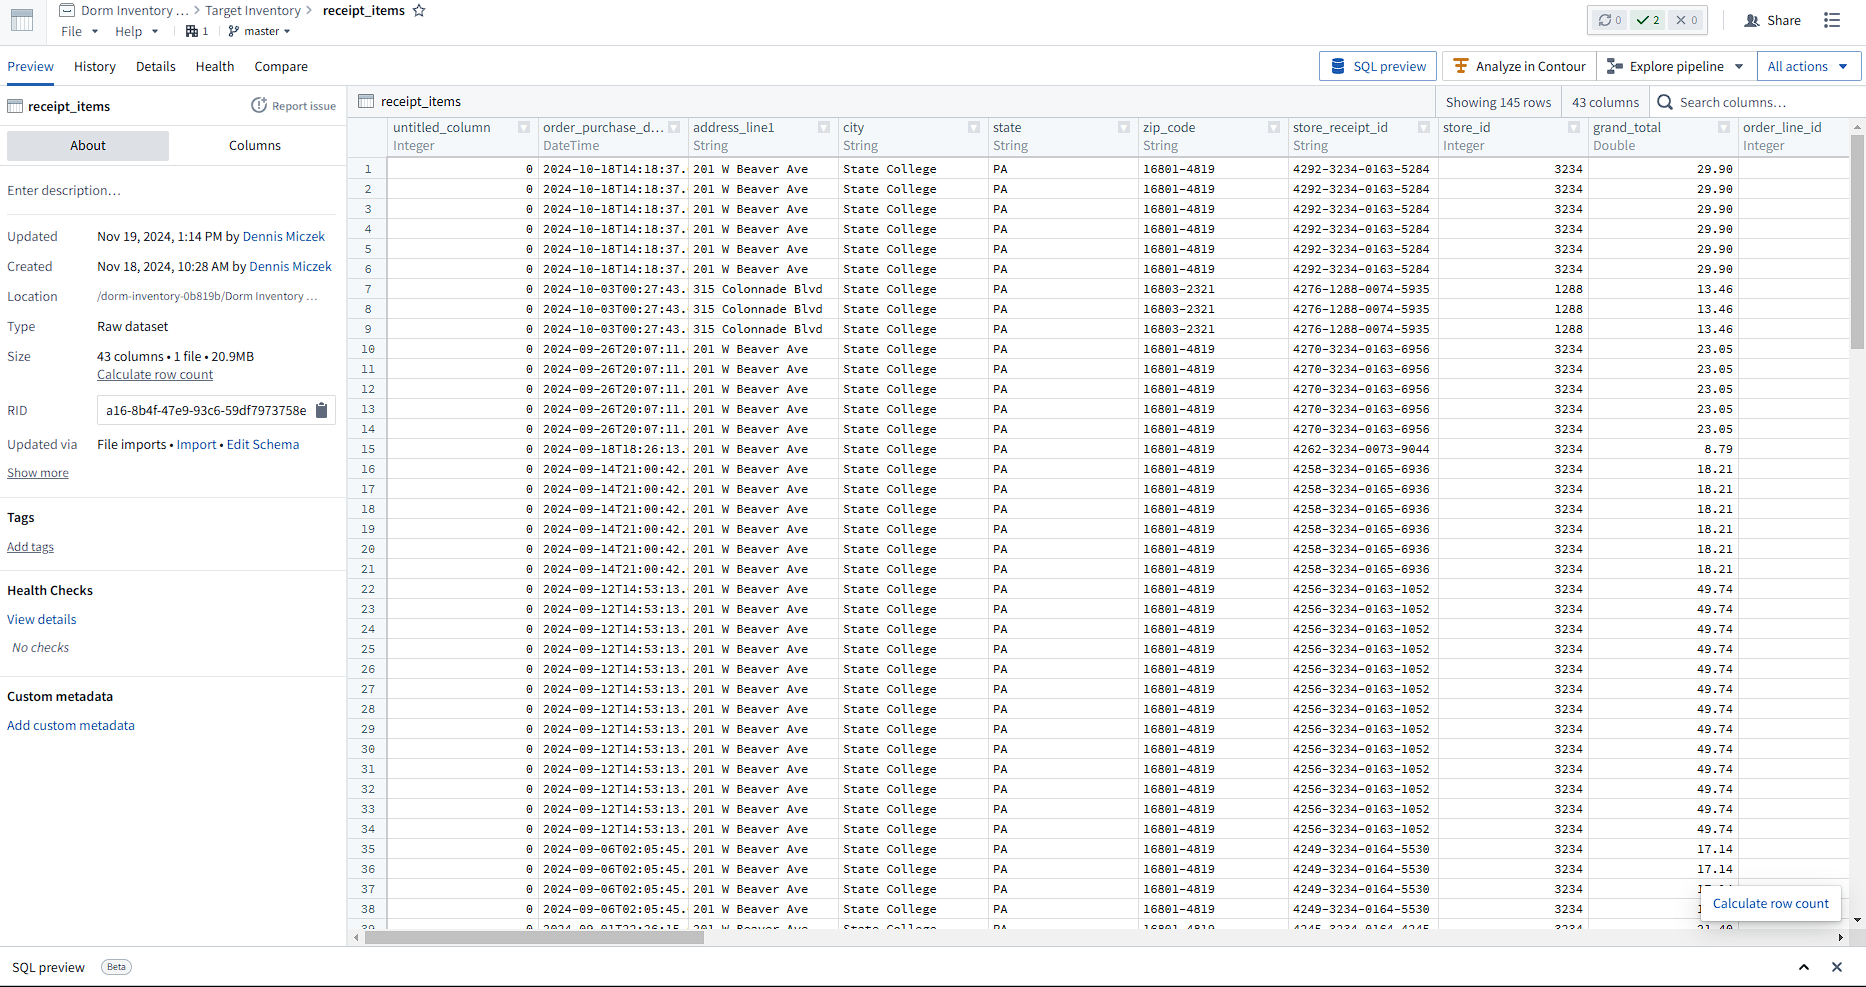 Dorm Inventory ... > Target Inventory > receipt_items
File Help 1 master
0 2 0 Share
Preview History Details Health Compare
SQL preview Analyze in Contour Explore pipeline All actions
receipt_items Report issue
About Columns
Enter description...
Updated Nov 19, 2024, 1:14 PM by Dennis Miczek
Created Nov 18, 2024, 10:28 AM by Dennis Miczek
Location /dorm-inventory-0b819b/Dorm Inventory ...
Type Raw dataset
Size 43 columns • 1 file • 20.9MB
Calculate row count
RID a16-8b4f-47e9-93c6-59df7973758e
Updated via File imports • Import • Edit Schema
Show more
Tags
Add tags
Health Checks
View details
No checks
Custom metadata
Add custom metadata
receipt_items Showing 145 rows 43 columns Search columns...
untitled_column order_purchase_d... address_line1 city state zip_code store_receipt_id store_id grand_total order_line_id
Integer DateTime String String String String String Integer Double Integer
1 0 2024-10-18T14:18:37. 201 W Beaver Ave State College PA 16801-4819 4292-3234-0163-5284 3234 29.90
2 0 2024-10-18T14:18:37. 201 W Beaver Ave State College PA 16801-4819 4292-3234-0163-5284 3234 29.90
3 0 2024-10-18T14:18:37. 201 W Beaver Ave State College PA 16801-4819 4292-3234-0163-5284 3234 29.90
4 0 2024-10-18T14:18:37. 201 W Beaver Ave State College PA 16801-4819 4292-3234-0163-5284 3234 29.90
5 0 2024-10-18T14:18:37. 201 W Beaver Ave State College PA 16801-4819 4292-3234-0163-5284 3234 29.90
6 0 2024-10-18T14:18:37. 201 W Beaver Ave State College PA 16801-4819 4292-3234-0163-5284 3234 29.90
7 0 2024-10-03T00:27:43. 315 Colonnade Blvd State College PA 16803-2321 4276-1288-0074-5935 1288 13.46
8 0 2024-10-03T00:27:43. 315 Colonnade Blvd State College PA 16803-2321 4276-1288-0074-5935 1288 13.46
9 0 2024-10-03T00:27:43. 315 Colonnade Blvd State College PA 16803-2321 4276-1288-0074-5935 1288 13.46
10 0 2024-09-26T20:07:11. 201 W Beaver Ave State College PA 16801-4819 4270-3234-0163-6956 3234 23.05
11 0 2024-09-26T20:07:11. 201 W Beaver Ave State College PA 16801-4819 4270-3234-0163-6956 3234 23.05
12 0 2024-09-26T20:07:11. 201 W Beaver Ave State College PA 16801-4819 4270-3234-0163-6956 3234 23.05
13 0 2024-09-26T20:07:11. 201 W Beaver Ave State College PA 16801-4819 4270-3234-0163-6956 3234 23.05
14 0 2024-09-26T20:07:11. 201 W Beaver Ave State College PA 16801-4819 4270-3234-0163-6956 3234 23.05
15 0 2024-09-18T18:26:13. 201 W Beaver Ave State College PA 16801-4819 4262-3234-0073-9044 3234 8.79
16 0 2024-09-14T21:00:42. 201 W Beaver Ave State College PA 16801-4819 4258-3234-0165-6936 3234 18.21
17 0 2024-09-14T21:00:42. 201 W Beaver Ave State College PA 16801-4819 4258-3234-0165-6936 3234 18.21
18 0 2024-09-14T21:00:42. 201 W Beaver Ave State College PA 16801-4819 4258-3234-0165-6936 3234 18.21
19 0 2024-09-14T21:00:42. 201 W Beaver Ave State College PA 16801-4819 4258-3234-0165-6936 3234 18.21
20 0 2024-09-14T21:00:42. 201 W Beaver Ave State College PA 16801-4819 4258-3234-0165-6936 3234 18.21
21 0 2024-09-14T21:00:42. 201 W Beaver Ave State College PA 16801-4819 4258-3234-0165-6936 3234 18.21
22 0 2024-09-12T14:53:13. 201 W Beaver Ave State College PA 16801-4819 4256-3234-0163-1052 3234 49.74
23 0 2024-09-12T14:53:13. 201 W Beaver Ave State College PA 16801-4819 4256-3234-0163-1052 3234 49.74
24 0 2024-09-12T14:53:13. 201 W Beaver Ave State College PA 16801-4819 4256-3234-0163-1052 3234 49.74
25 0 2024-09-12T14:53:13. 201 W Beaver Ave State College PA 16801-4819 4256-3234-0163-1052 3234 49.74
26 0 2024-09-12T14:53:13. 201 W Beaver Ave State College PA 16801-4819 4256-3234-0163-1052 3234 49.74
27 0 2024-09-12T14:53:13. 201 W Beaver Ave State College PA 16801-4819 4256-3234-0163-1052 3234 49.74
28 0 2024-09-12T14:53:13. 201 W Beaver Ave State College PA 16801-4819 4256-3234-0163-1052 3234 49.74
29 0 2024-09-12T14:53:13. 201 W Beaver Ave State College PA 16801-4819 4256-3234-0163-1052 3234 49.74
30 0 2024-09-12T14:53:13. 201 W Beaver Ave State College PA 16801-4819 4256-3234-0163-1052 3234 49.74
31 0 2024-09-12T14:53:13. 201 W Beaver Ave State College PA 16801-4819 4256-3234-0163-1052 3234 49.74
32 0 2024-09-12T14:53:13. 201 W Beaver Ave State College PA 16801-4819 4256-3234-0163-1052 3234 49.74
33 0 2024-09-12T14:53:13. 201 W Beaver Ave State College PA 16801-4819 4256-3234-0163-1052 3234 49.74
34 0 2024-09-12T14:53:13. 201 W Beaver Ave State College PA 16801-4819 4256-3234-0163-1052 3234 49.74
35 0 2024-09-06T02:05:45. 201 W Beaver Ave State College PA 16801-4819 4249-3234-0164-5530 3234 17.14
36 0 2024-09-06T02:05:45. 201 W Beaver Ave State College PA 16801-4819 4249-3234-0164-5530 3234 17.14
37 0 2024-09-06T02:05:45. 201 W Beaver Ave State College PA 16801-4819 4249-3234-0164-5530 3234
38 0 2024-09-06T02:05:45. 201 W Beaver Ave State College PA 16801-4819 4249-3234-0164-5530 3234
Calculate row count
SQL preview Beta